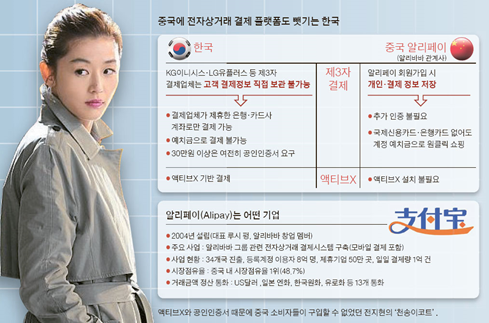 중국에 전자상거래 결제 플랫폼도 뺏기는 한국
한국
KG이니시스·LG유플러스 등 제3자
결제업체는 고객 결제정보 직접 보관 불가능
•결제업체가 제휴한 은행·카드사
계좌로만 결제 가능
•예치금으로 결제 불가능
•30만원 이상은 여전히 공인인증서 요구
•액티브X 기반 결제
제3자
결제
액티브X
중국 알리페이
(알리바바 관계사)
알리페이 회원가입 시
개인·결제 정보 저장
•추가 인증 불필요
•국제신용카드·은행카드 없어도
계정 예치금으로 원클릭 쇼핑
•액티브X 설치 불필요
알리페이(Alipay)는 어떤 기업
支付宝
•2004년 설립(대표 루시 펑, 알리바바 창업 멤버)
•주요 사업 : 알리바바 그룹 관련 전자상거래 결제시스템 구축(모바일 결제 포함)
•사업 현황 : 34개국 진출, 등록계정 이용자 8억 명, 제휴기업 50만 곳, 일일 결제량 1억 건
•시장점유율 : 중국 내 시장점유율 1위(48.7%)
•거래금액 정산 통화 : US달러, 일본 엔화, 한국원화, 유로화 등 13개 통화
액티브X와 공인인증서 때문에 중국 소비자들이 구입할 수 없었던 전지현의 '천송이코트'.